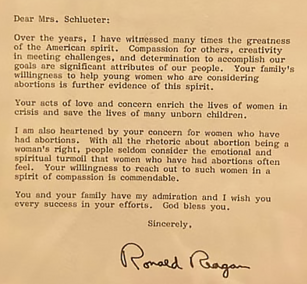 Dear Mrs. Schlueter:
Over the years, I have witnessed many times the greatness
of the American spirit. Compassion for others, creativity
in meeting challenges, and determination to accomplish our
goals are significant attributes of our people. Your family's
willingness to help young women who are considering
abortions is further evidence of this spirit.
Your acts of love and concern enrich the lives of women in
crisis and save the lives of many unborn children.
I am also heartened by your concern for women who have
had abortions. With all the rhetoric about abortion being a
woman's right, people seldom consider the emotional and
spiritual turmoil that women who have had abortions often
feel. Your willingness to reach out to such women in a
spirit of compassion is commendable.
You and your family have my admiration and I wish you
every success in your efforts. God bless you.
Sincerely,
Ronald Reagan